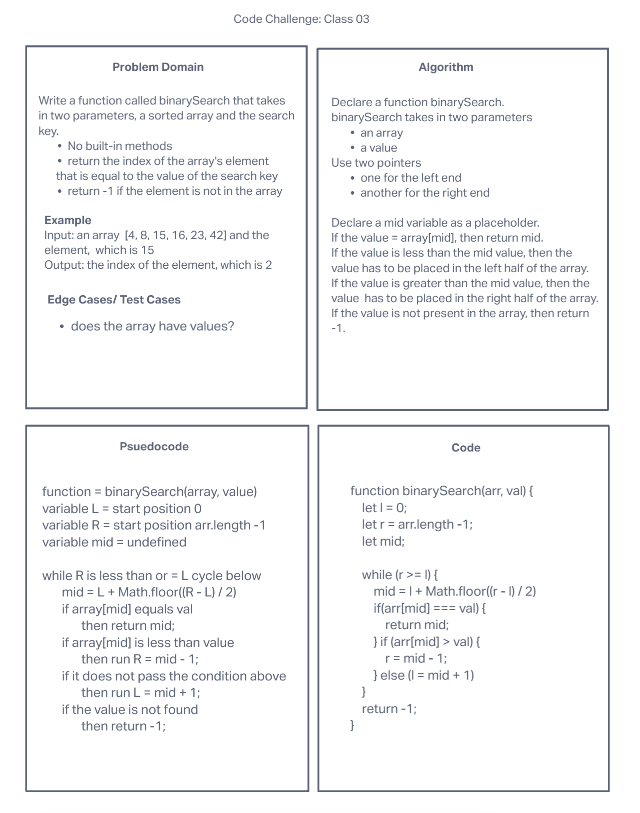 Code Challenge: Class 03
Problem Domain
Write a function called binarySearch that takes
in two parameters, a sorted array and the search
key.
• No built-in methods
• return the index of the array's element
that is equal to the value of the search key
• return -1 if the element is not in the array
Example
Input: an array [4, 8, 15, 16, 23, 42] and the
element, which is 15
Output: the index of the element, which is 2
Edge Cases/ Test Cases
• does the array have values?
Algorithm
Declare a function binarySearch.
binarySearch takes in two parameters
• an array
• a value
Use two pointers
• one for the left end
• another for the right end
Declare a mid variable as a placeholder.
If the value = array[mid], then return mid.
If the value is less than the mid value, then the
value has to be placed in the left half of the array.
If the value is greater than the mid value, then the
value has to be placed in the right half of the array.
If the value is not present in the array, then return
-1.
Psuedocode
function = binarySearch(array, value)
variable L = start position 0
variable R = start position arr.length -1
variable mid = undefined
while R is less than or = L cycle below
mid = L + Math.floor((R - L) / 2)
if array[mid] equals val
then return mid;
if array[mid] is less than value
then run R = mid - 1;
if it does not pass the condition above
then run L = mid + 1;
if the value is not found
then return -1;
Code
function binarySearch(arr, val) {
let l = 0;
let r = arr.length -1;
let mid;
while (r >= l) {
mid = l + Math.floor((r - l) / 2)
if(arr[mid] === val) {
return mid;
} if (arr[mid] > val) {
r = mid - 1;
} else (l = mid + 1)
}
return -1;
}